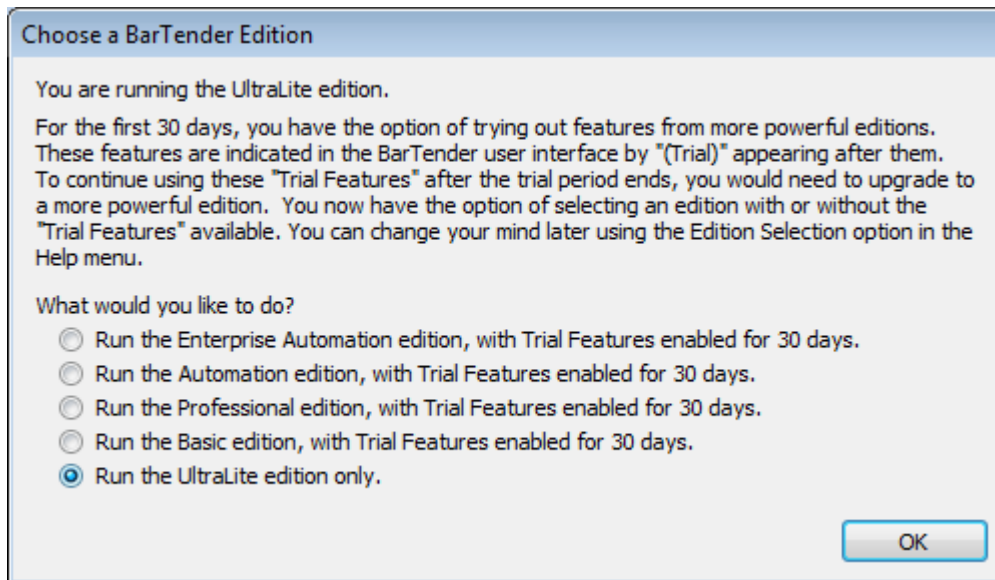 Choose a BarTender Edition
You are running the UltraLite edition.
For the first 30 days, you have the option of trying out features from more powerful editions.
These features are indicated in the BarTender user interface by "(Trial)" appearing after them.
To continue using these "Trial Features" after the trial period ends, you would need to upgrade to
a more powerful edition.  You now have the option of selecting an edition with or without the
"Trial Features" available. You can change your mind later using the Edition Selection option in the
Help menu.
What would you like to do?
Run the Enterprise Automation edition, with Trial Features enabled for 30 days.
Run the Automation edition, with Trial Features enabled for 30 days.
Run the Professional edition, with Trial Features enabled for 30 days.
Run the Basic edition, with Trial Features enabled for 30 days.
Run the UltraLite edition only.
OK